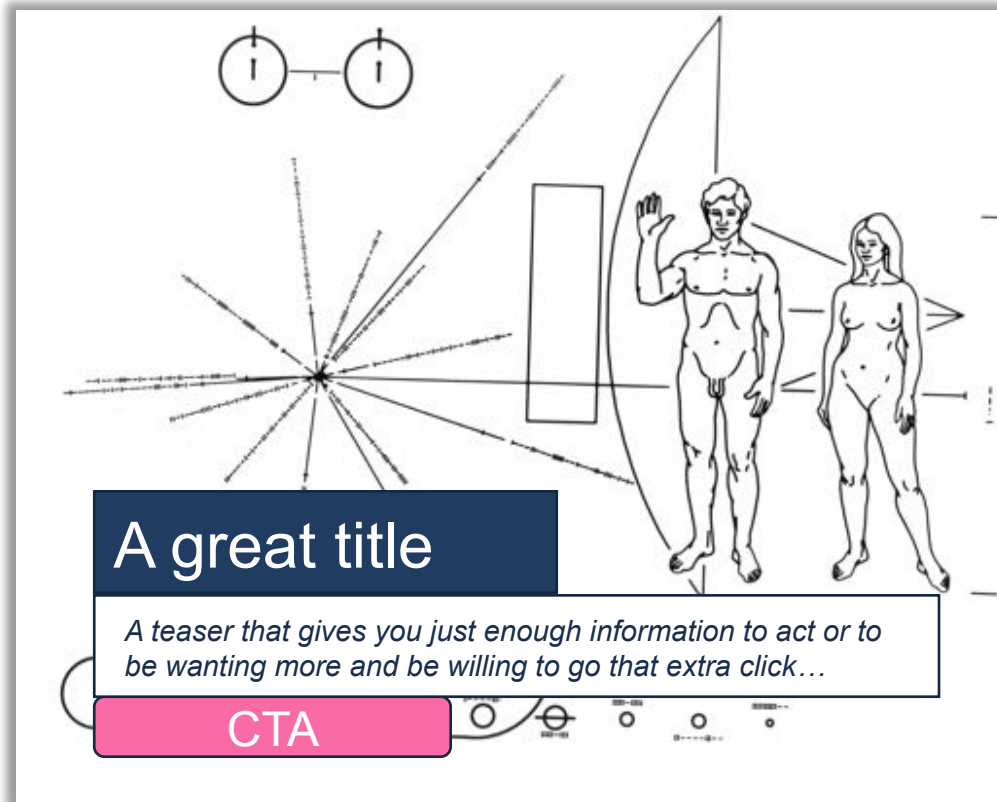 A great title
A teaser that gives you just enough information to act or to
be wanting more and be willing to go that extra click…
CTA